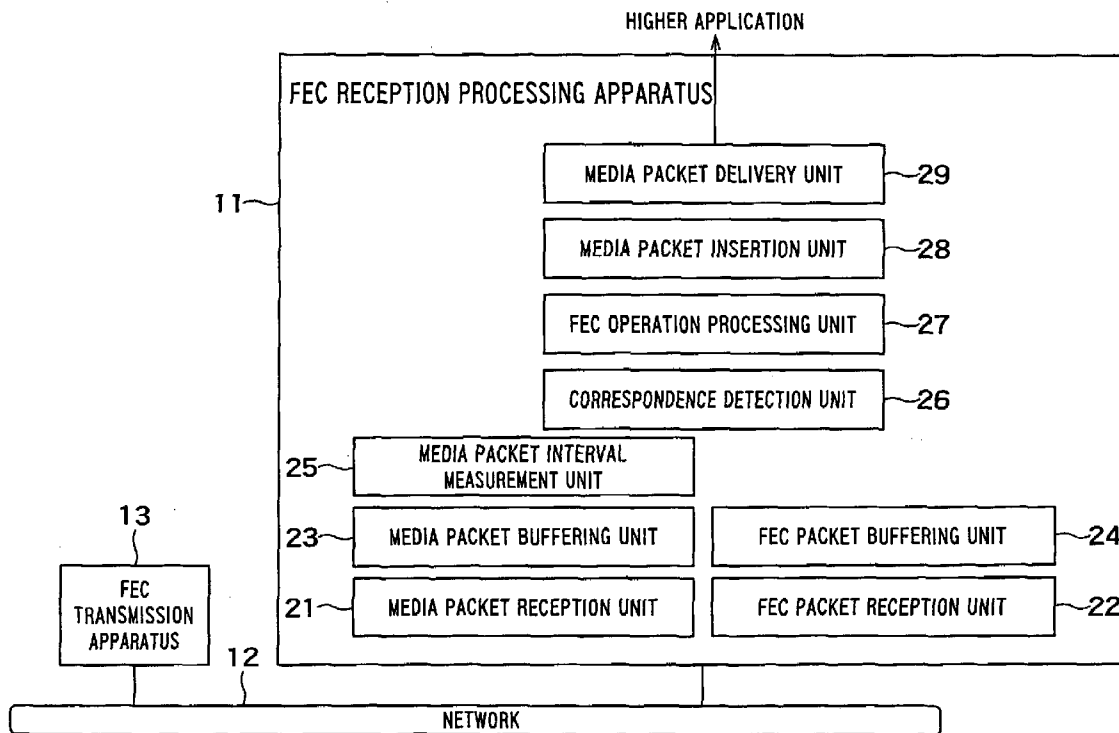 HIGHER APPLICATION
FEC RECEPTION PROCESSING APPARATUS
11
MEDIA PACKET DELIVERY UNIT
29
MEDIA PACKET INSERTION UNIT
28
FEC OPERATION PROCESSING UNIT
27
CORRESPONDENCE DETECTION UNIT
26
25
MEDIA PACKET INTERVAL
MEASUREMENT UNIT
23
MEDIA PACKET BUFFERING UNIT
FEC PACKET BUFFERING UNIT
24
21
MEDIA PACKET RECEPTION UNIT
FEC PACKET RECEPTION UNIT
22
13
FEC
TRANSMISSION
APPARATUS
12
NETWORK